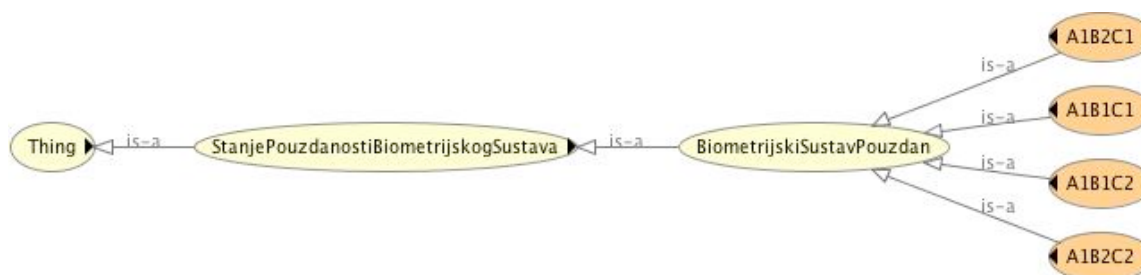 A1B2C1
is-a
A1B1C1
is-a
Thing is-a StanjePouzdanostiBiometrijskogSustava is-a BiometrijskiSustavPouzdan
is-a
A1B1C2
is-a
A1B2C2